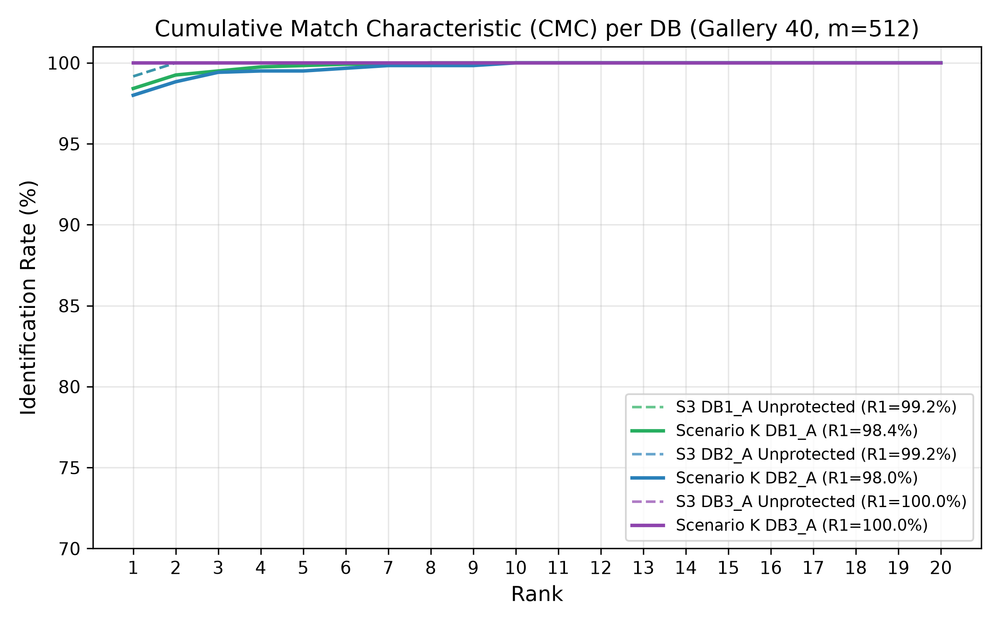 Cumulative Match Characteristic (CMC) per DB (Gallery 40, m=512)
Identification Rate (%)
100
95
90
85
80
75
70
S3 DB1_A Unprotected (R1=99.2%)
Scenario K DB1_A (R1=98.4%)
S3 DB2_A Unprotected (R1=99.2%)
Scenario K DB2_A (R1=98.0%)
S3 DB3_A Unprotected (R1=100.0%)
Scenario K DB3_A (R1=100.0%)
1 2 3 4 5 6 7 8 9 10 11 12 13 14 15 16 17 18 19 20
Rank